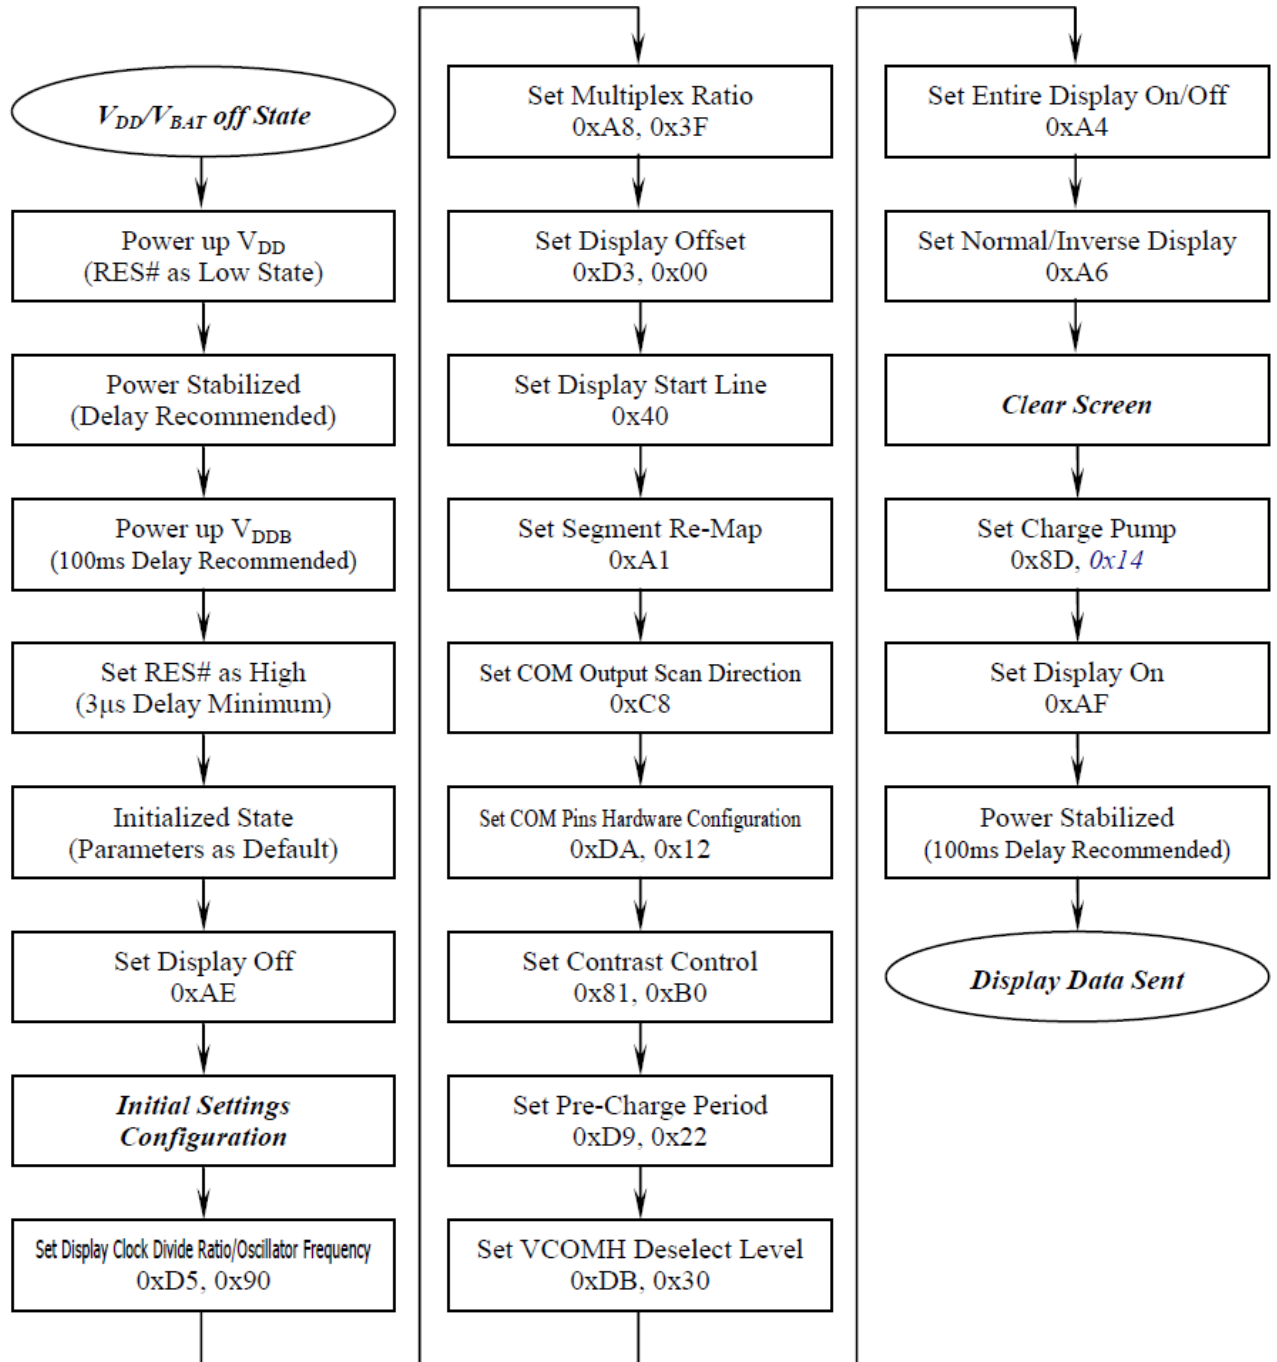 V_DD/V_BAT off State
Power up V_DD
(RES# as Low State)
Power Stabilized
(Delay Recommended)
Power up V_DDB
(100ms Delay Recommended)
Set RES# as High
(3μs Delay Minimum)
Initialized State
(Parameters as Default)
Set Display Off
0xAE
Initial Settings
Configuration
Set Display Clock Divide Ratio/Oscillator Frequency
0xD5, 0x90
Set Multiplex Ratio
0xA8, 0x3F
Set Display Offset
0xD3, 0x00
Set Display Start Line
0x40
Set Segment Re-Map
0xA1
Set COM Output Scan Direction
0xC8
Set COM Pins Hardware Configuration
0xDA, 0x12
Set Contrast Control
0x81, 0xB0
Set Pre-Charge Period
0xD9, 0x22
Set VCOMH Deselect Level
0xDB, 0x30
Set Entire Display On/Off
0xA4
Set Normal/Inverse Display
0xA6
Clear Screen
Set Charge Pump
0x8D, 0x14
Set Display On
0xAF
Power Stabilized
(100ms Delay Recommended)
Display Data Sent